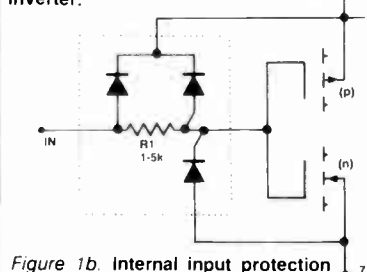 inverter.
(p)
IN
R1
1-5k
(n)
Figure 1b. Internal input protection
7